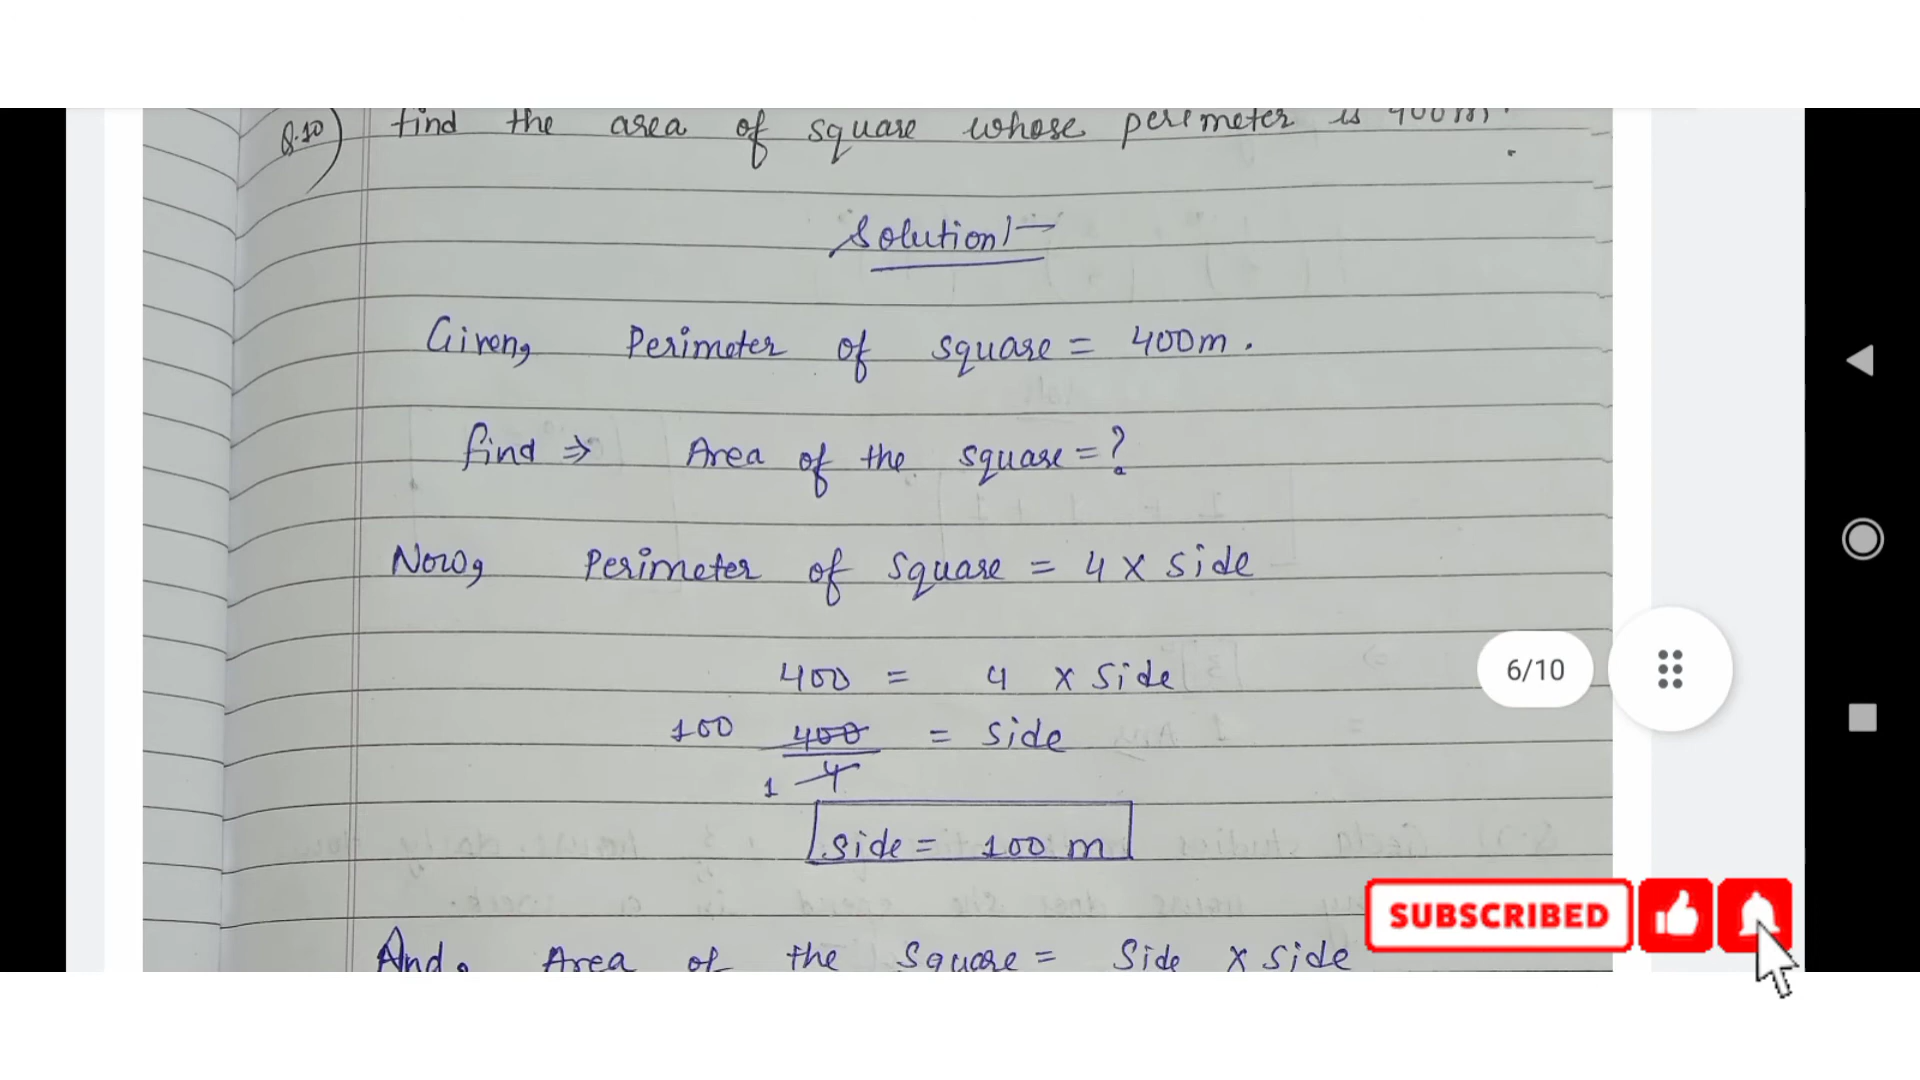 Q.10) find the area of square whose perimeter is 400m.
Solution:-
Given, Perimeter of square = 400m.
find ⇒ Area of the square = ?
Now, Perimeter of square = 4 x side
400 = 4 x side
100 400 = side
1 4
side = 100 m
And, Area of the Square = Side x side
6/10
SUBSCRIBED